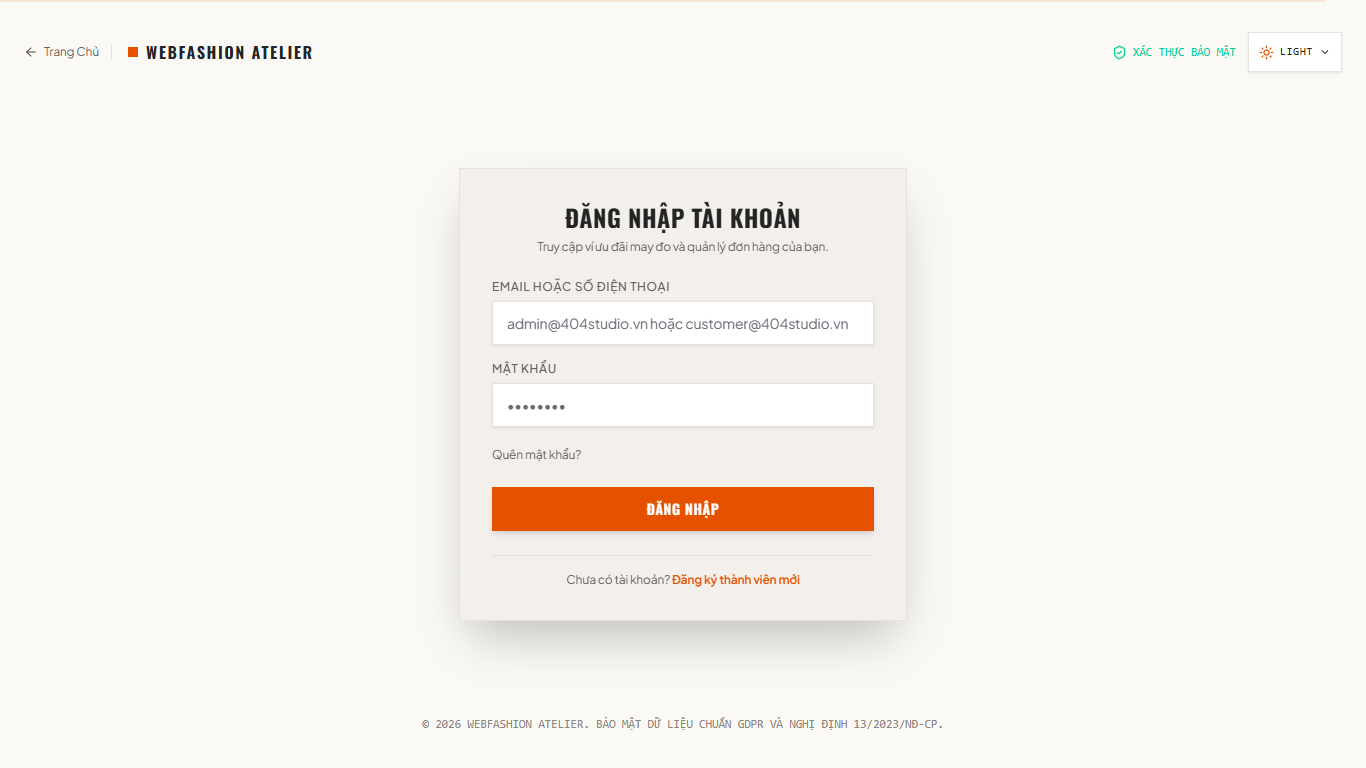 Trang Chủ
WEBFASHION ATELIER
XÁC THỰC BẢO MẬT
LIGHT
ĐĂNG NHẬP TÀI KHOẢN
Truy cập ví ưu đãi may đo và quản lý đơn hàng của bạn.
EMAIL HOẶC SỐ ĐIỆN THOẠI
admin@404studio.vn hoặc customer@404studio.vn
MẬT KHẨU
••••••••
Quên mật khẩu?
ĐĂNG NHẬP
Chưa có tài khoản? Đăng ký thành viên mới
© 2026 WEBFASHION ATELIER. BẢO MẬT DỮ LIỆU CHUẨN GDPR VÀ NGHỊ ĐỊNH 13/2023/NĐ-CP.